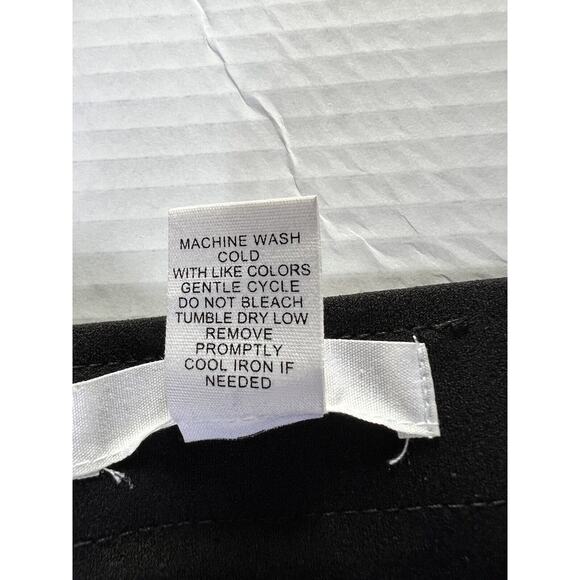 MACHINE WASH
COLD
WITH LIKE COLORS
GENTLE CYCLE
DO NOT BLEACH
TUMBLE DRY LOW
REMOVE
PROMPTLY
COOL IRON IF
NEEDED